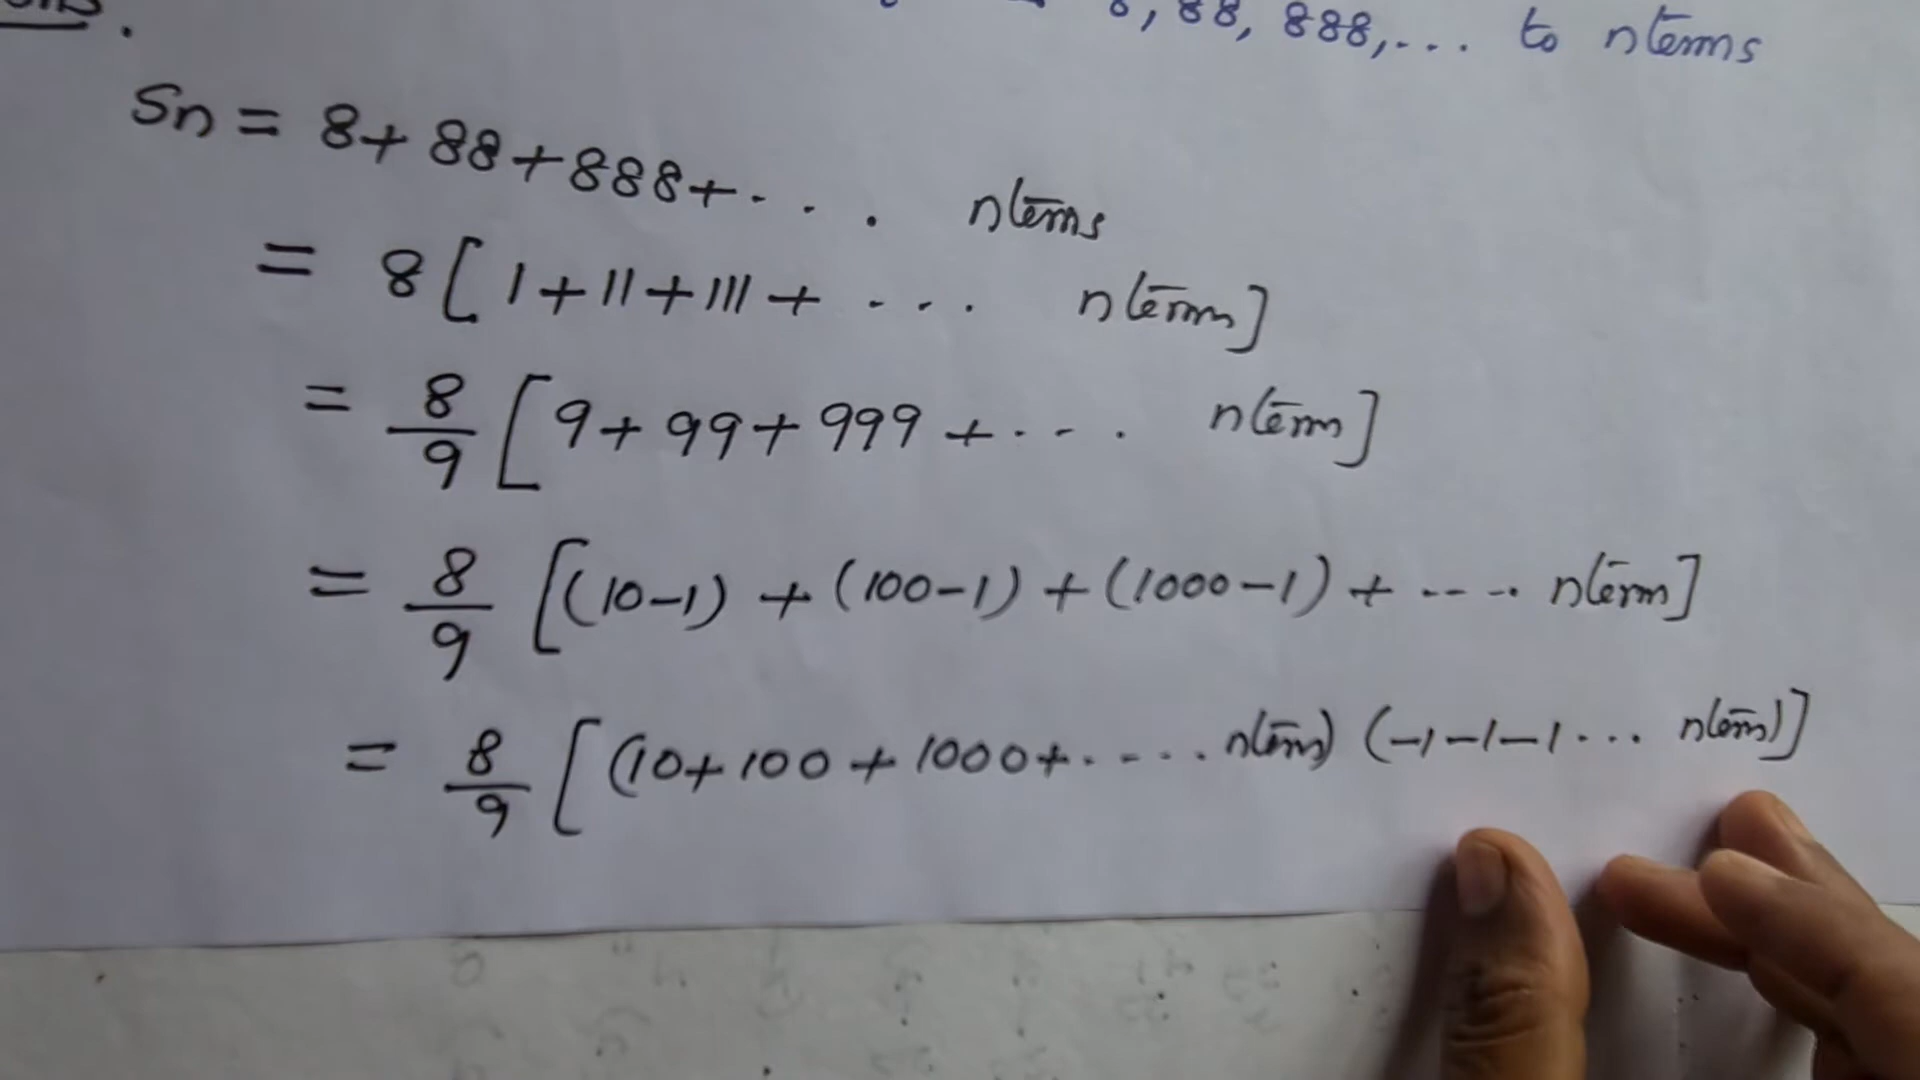 8, 88, 888,... to n terms
Sn = 8+ 88 + 888+ . . . n terms
= 8 [ 1 + 11 + 111 + . . . n term ]
= 8/9 [ 9 + 99 + 999 + . . . n term ]
= 8/9 [ (10-1) + (100-1) + (1000-1) + ---. n term ]
= 8/9 [ (10+100 + 1000+ . - - . . n term) (-1-1-1... n term) ]